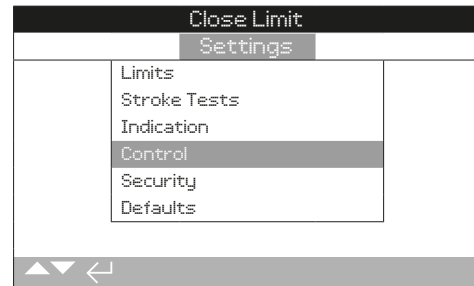 Close Limit
Settings
Limits
Stroke Tests
Indication
Control
Security
Defaults